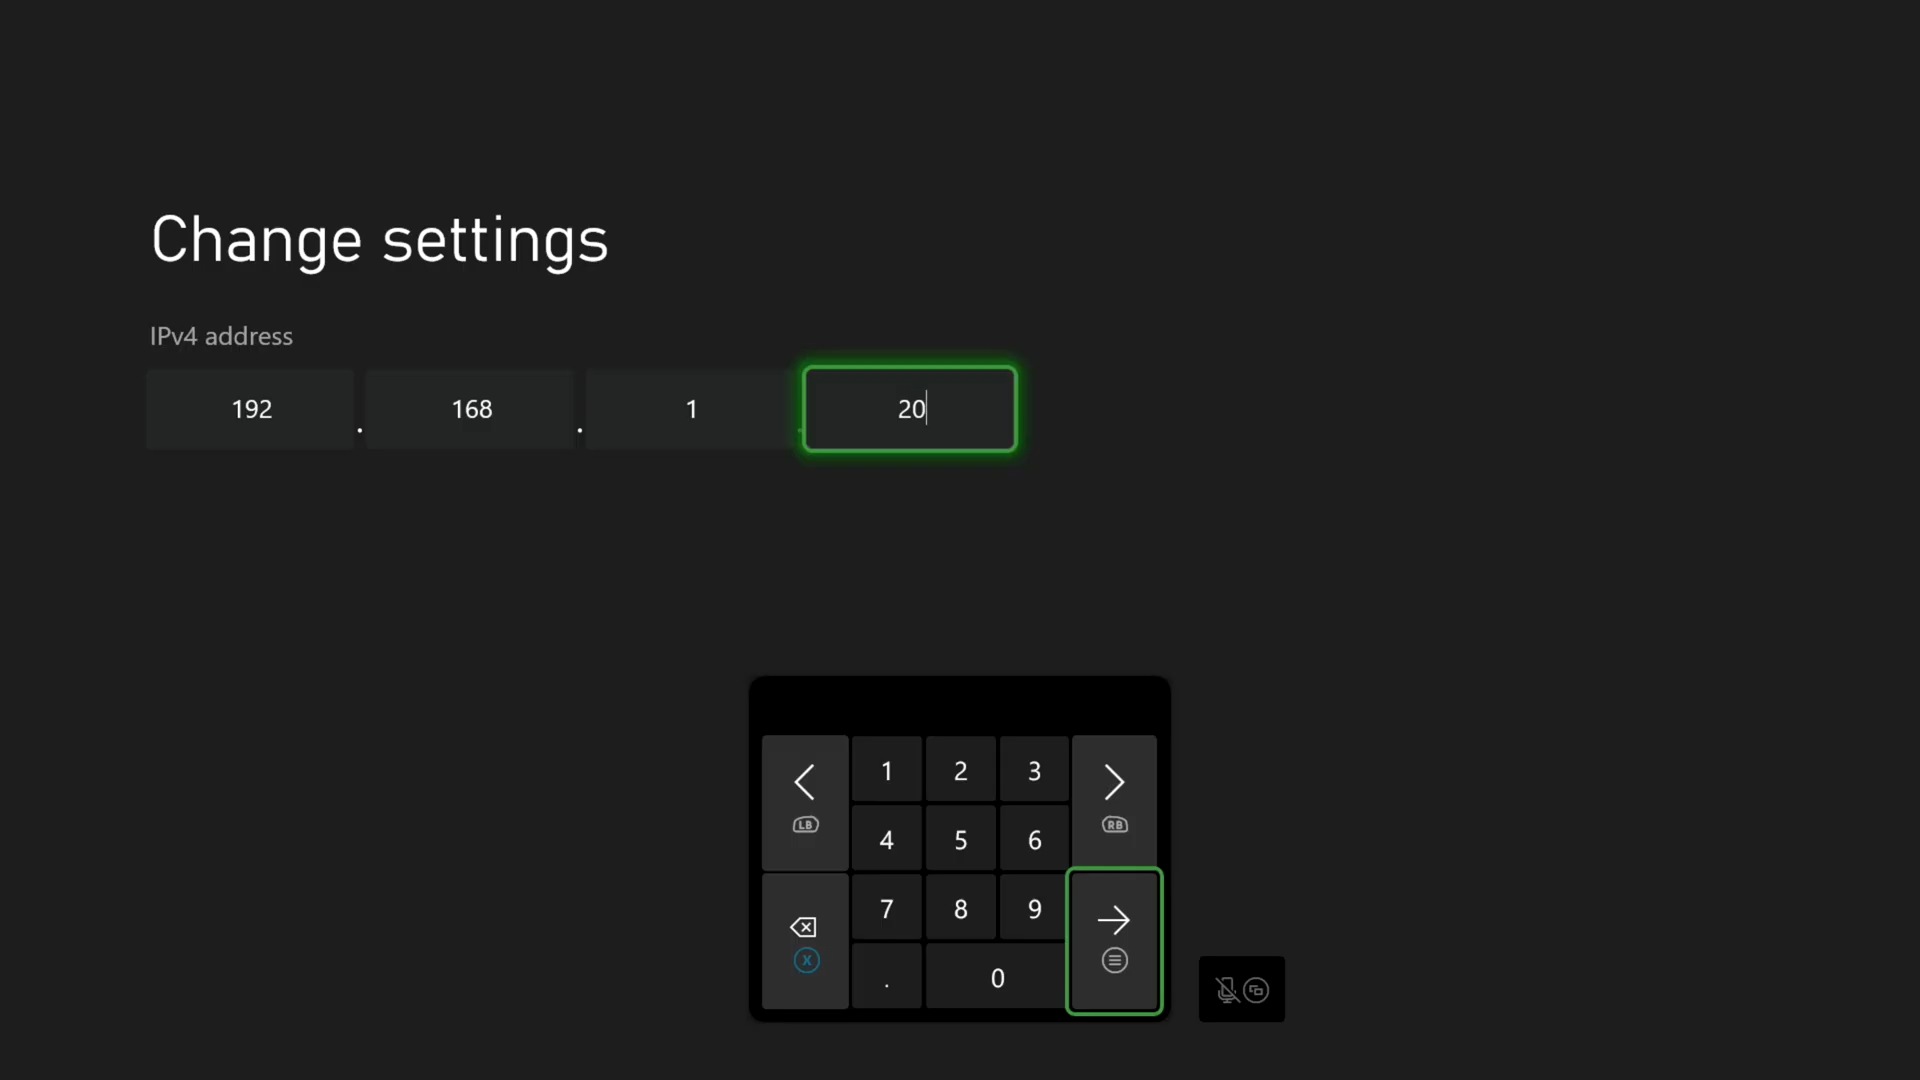 Change settings
IPv4 address
192 . 168 . 1 . 20
1 2 3
LB RB
4 5 6
7 8 9
X
. 0